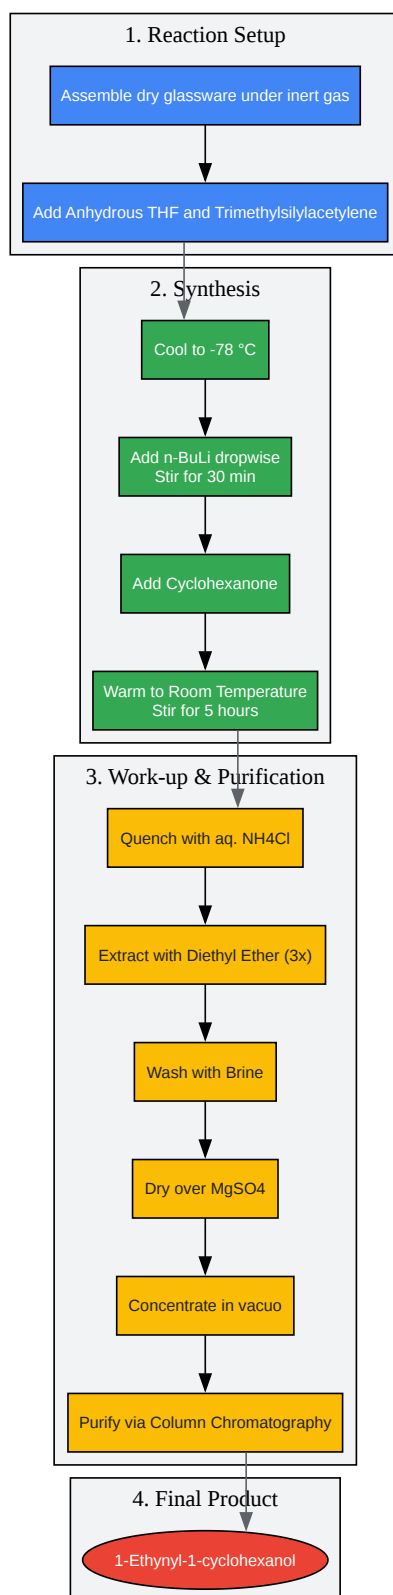 1. Reaction Setup
Assemble dry glassware under inert gas
Add Anhydrous THF and Trimethylsilylacetylene
2. Synthesis
Cool to -78 °C
Add n-BuLi dropwise
Stir for 30 min
Add Cyclohexanone
Warm to Room Temperature
Stir for 5 hours
3. Work-up & Purification
Quench with aq. NH4Cl
Extract with Diethyl Ether (3x)
Wash with Brine
Dry over MgSO4
Concentrate in vacuo
Purify via Column Chromatography
4. Final Product
1-Ethynyl-1-cyclohexanol